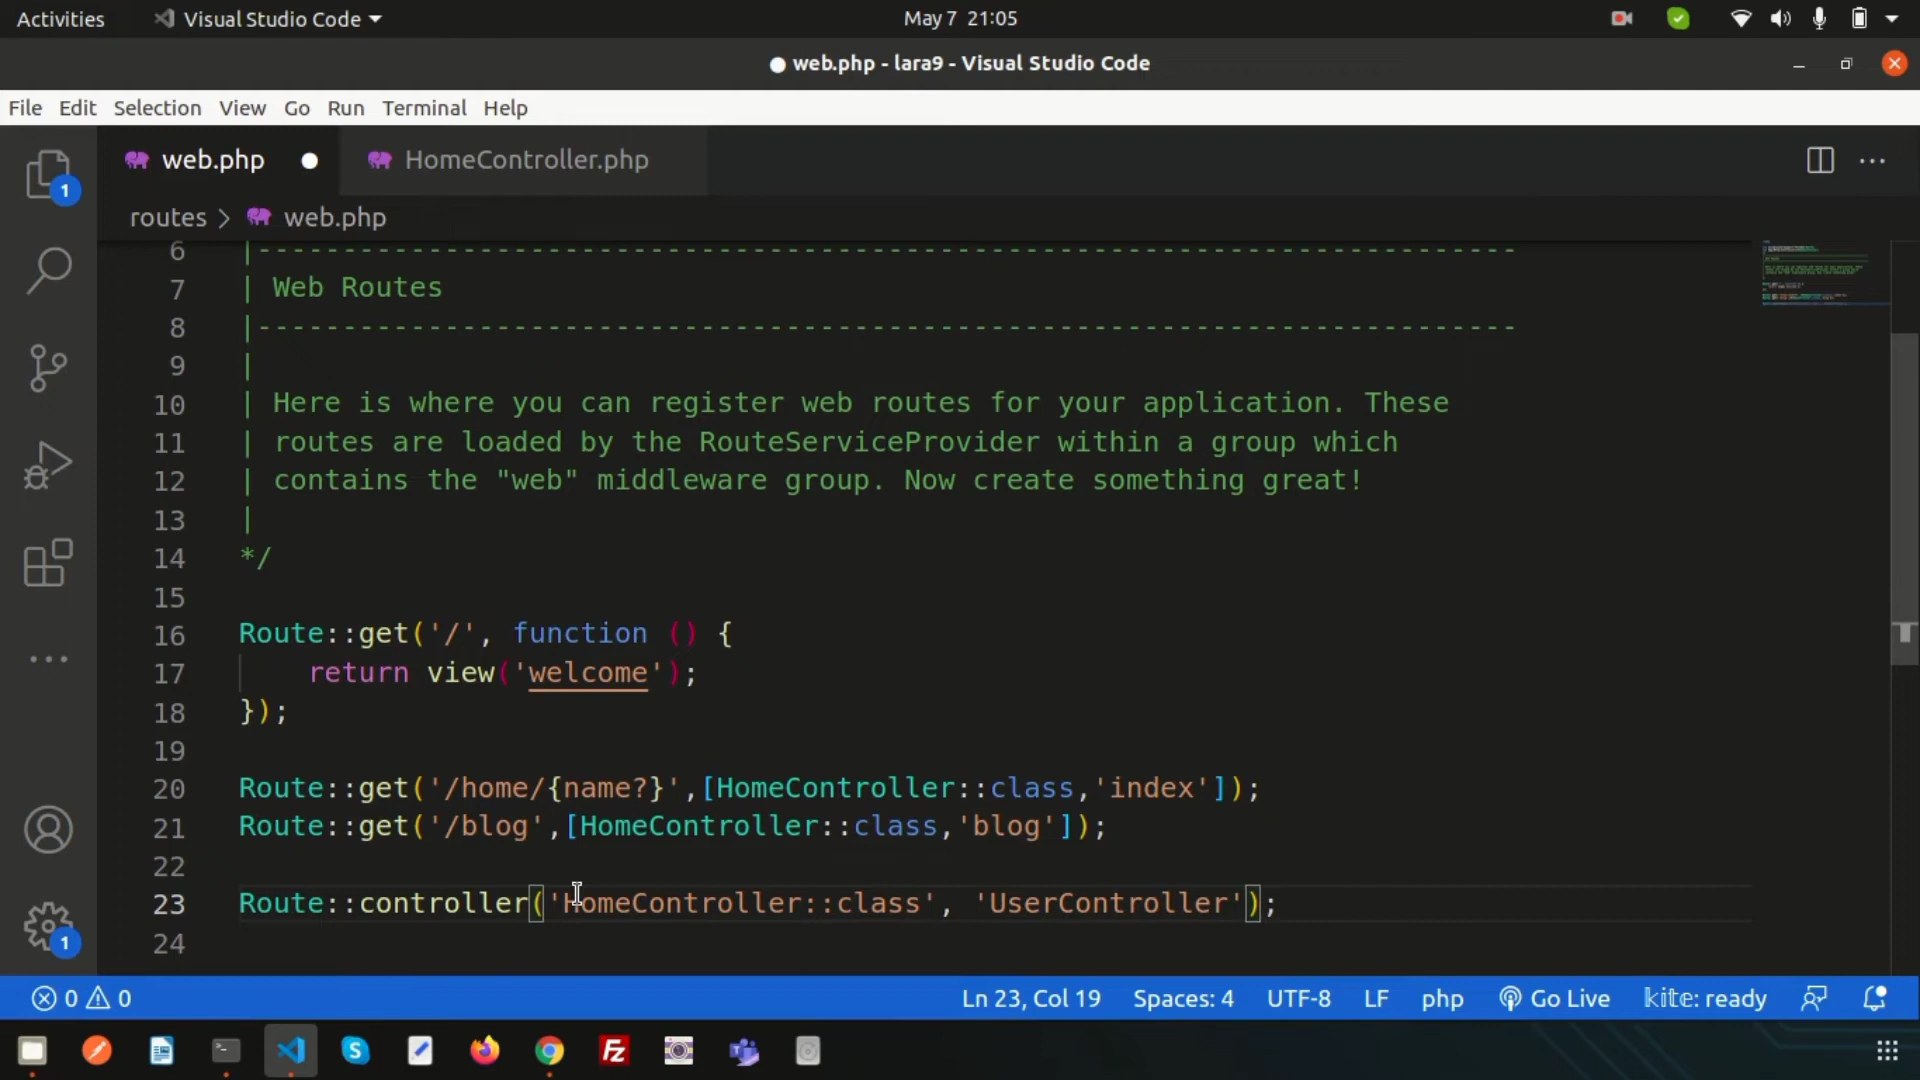 Activities Visual Studio Code May 7 21:05
web.php - lara9 - Visual Studio Code
File Edit Selection View Go Run Terminal Help
web.php HomeController.php
1
routes > web.php
6 |--------------------------------------------------------------------------
7 | Web Routes
8 |--------------------------------------------------------------------------
9 |
10 | Here is where you can register web routes for your application. These
11 | routes are loaded by the RouteServiceProvider within a group which
12 | contains the "web" middleware group. Now create something great!
13 |
14 */
15
16 Route::get('/', function () {
17 return view('welcome');
18 });
19
20 Route::get('/home/{name?}',[HomeController::class,'index']);
21 Route::get('/blog',[HomeController::class,'blog']);
22
23 Route::controller('HomeController::class', 'UserController');
24
1
0 0 Ln 23, Col 19 Spaces: 4 UTF-8 LF php Go Live kite: ready